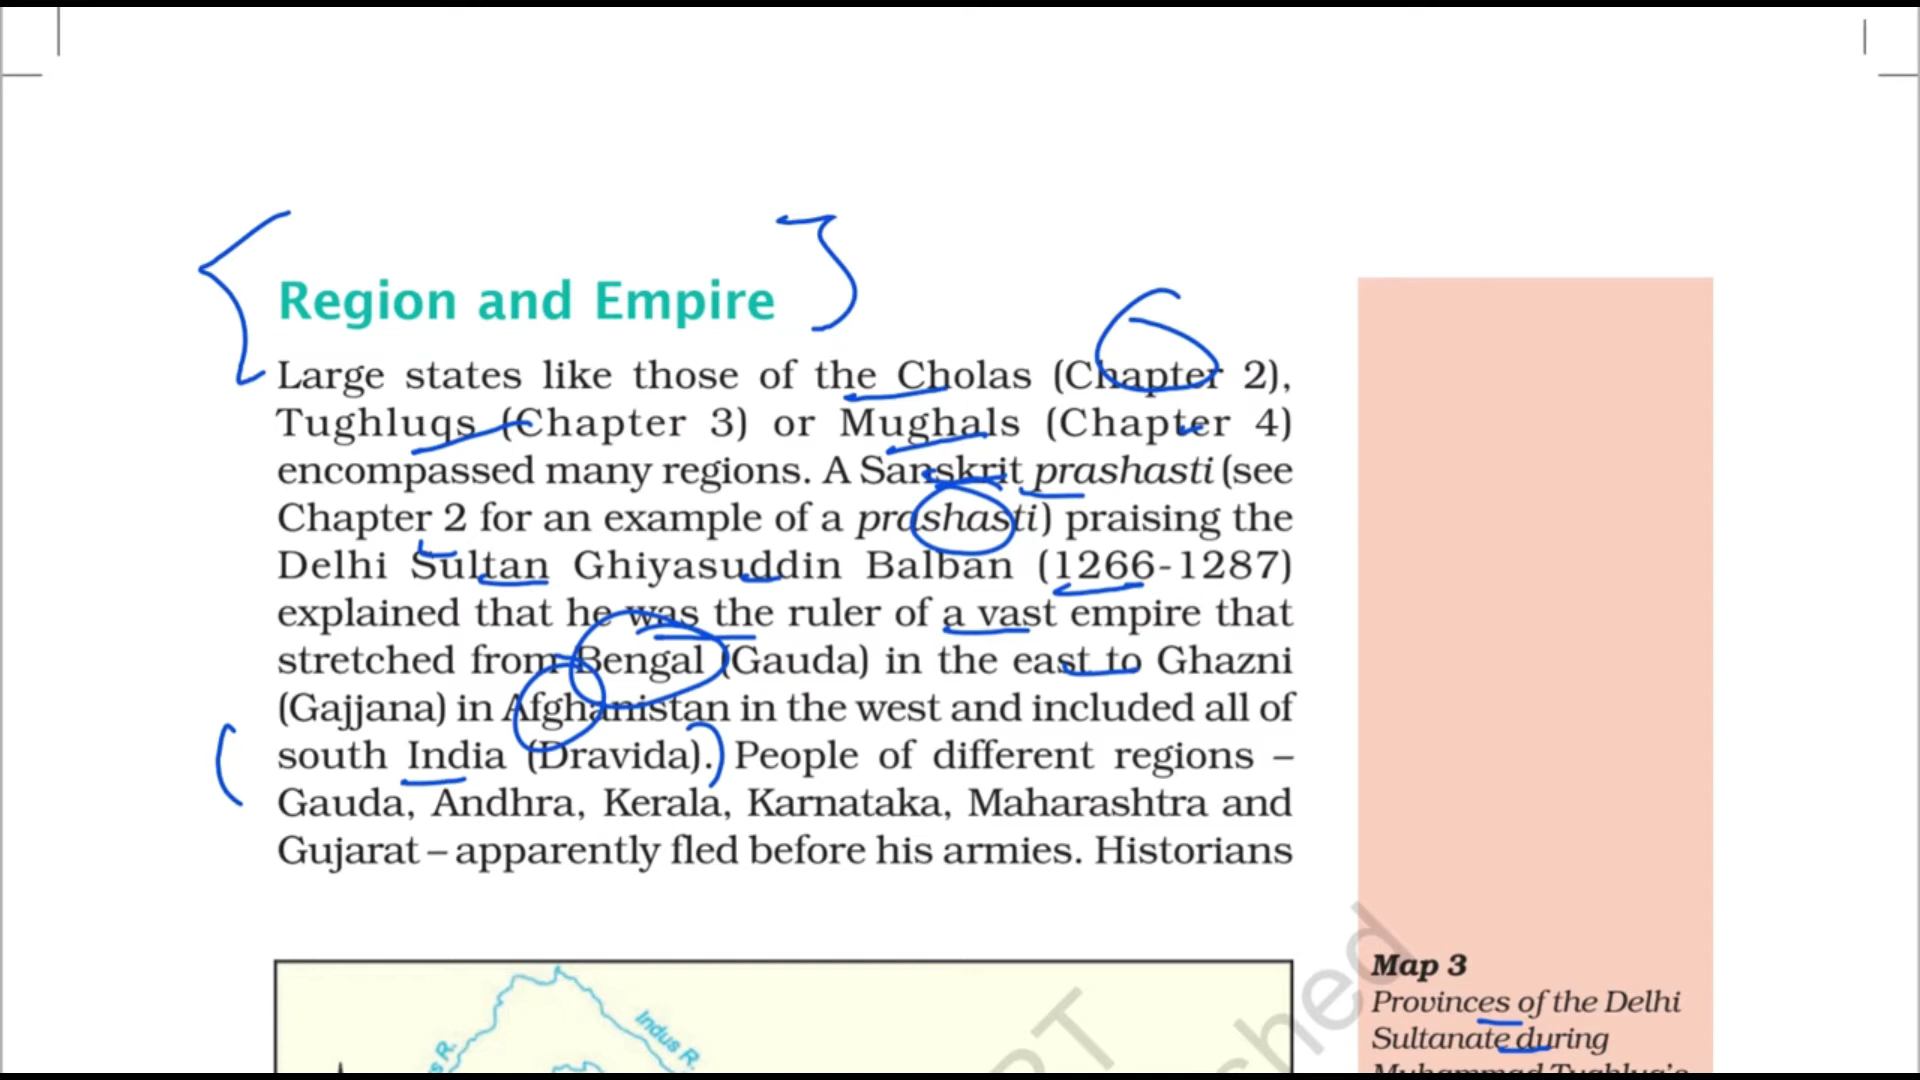 Region and Empire
Large states like those of the Cholas (Chapter 2),
Tughluqs (Chapter 3) or Mughals (Chapter 4)
encompassed many regions. A Sanskrit prashasti (see
Chapter 2 for an example of a prashasti) praising the
Delhi Sultan Ghiyasuddin Balban (1266-1287)
explained that he was the ruler of a vast empire that
stretched from Bengal (Gauda) in the east to Ghazni
(Gajjana) in Afghanistan in the west and included all of
south India (Dravida). People of different regions –
Gauda, Andhra, Kerala, Karnataka, Maharashtra and
Gujarat – apparently fled before his armies. Historians
Map 3
Provinces of the Delhi
Sultanate during
Muhammad Tughluq's
Indus R.
s R.